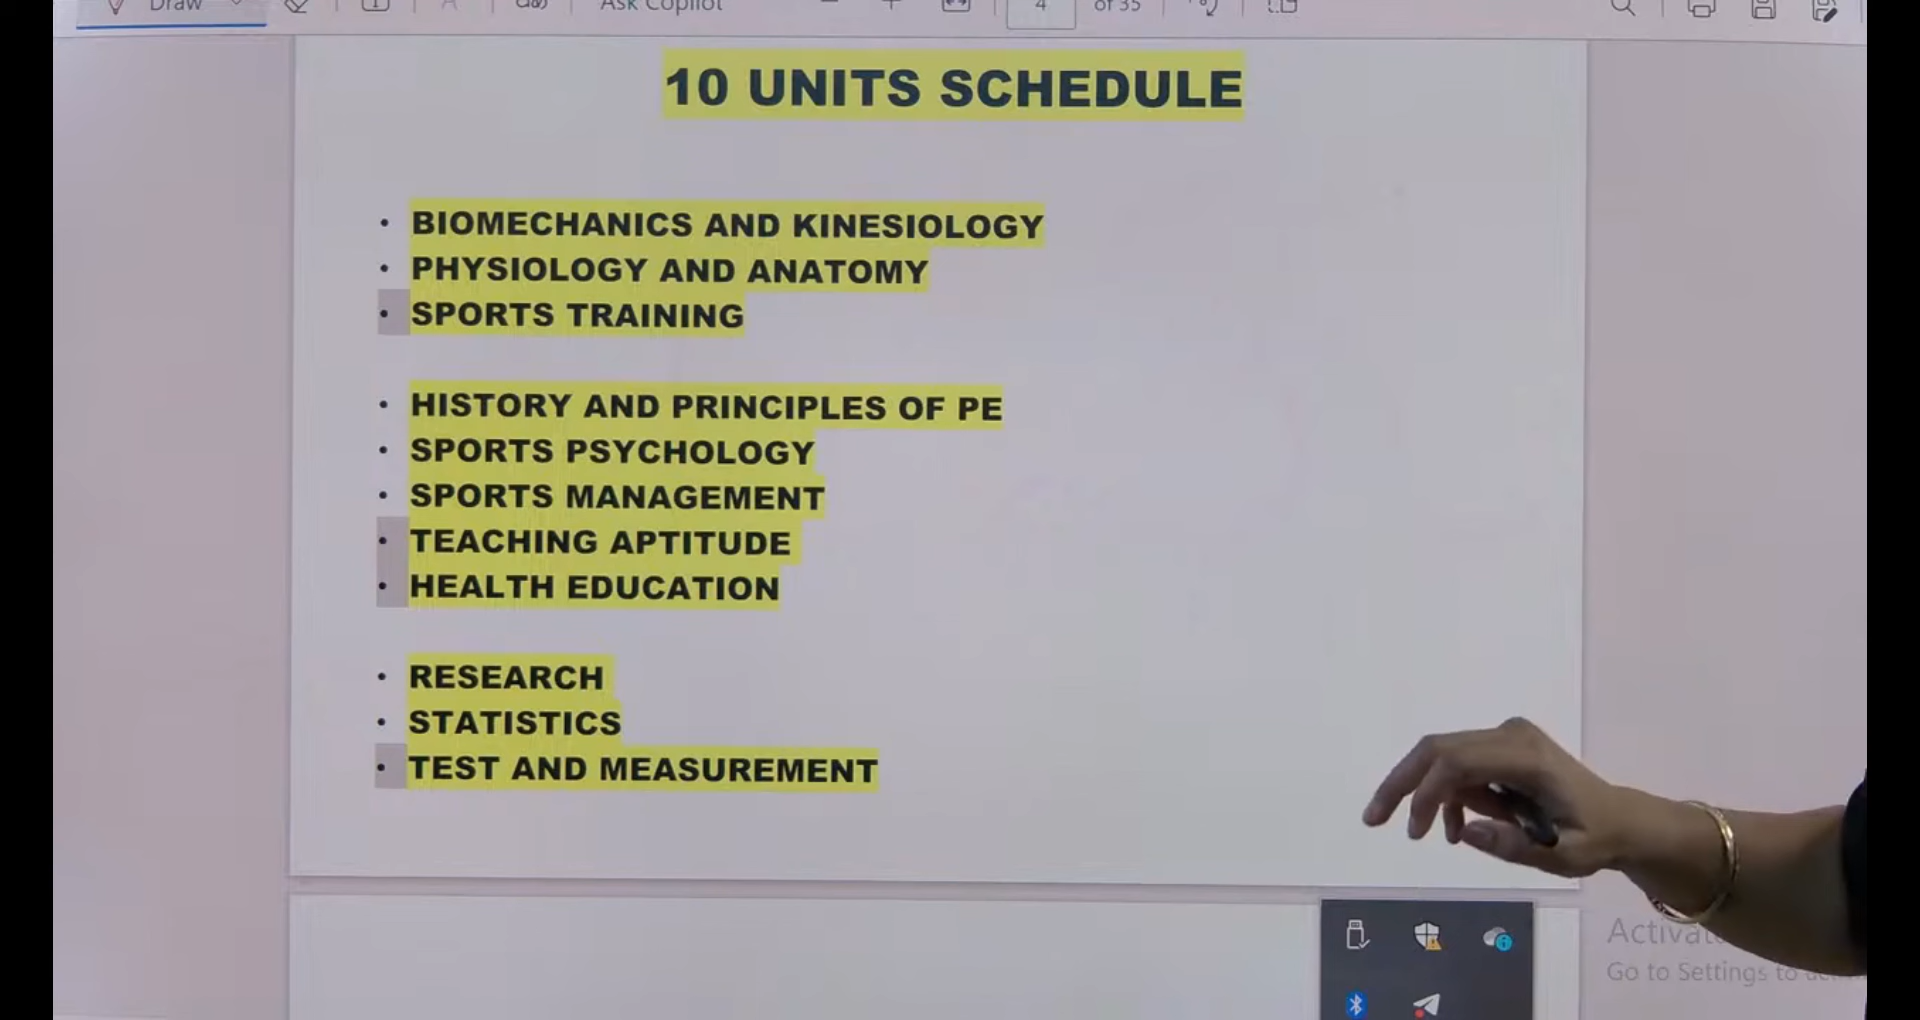 Draw
Ask Copilot
4
of 35
10 UNITS SCHEDULE
• BIOMECHANICS AND KINESIOLOGY
• PHYSIOLOGY AND ANATOMY
• SPORTS TRAINING
• HISTORY AND PRINCIPLES OF PE
• SPORTS PSYCHOLOGY
• SPORTS MANAGEMENT
• TEACHING APTITUDE
• HEALTH EDUCATION
• RESEARCH
• STATISTICS
• TEST AND MEASUREMENT
Go to Settings to